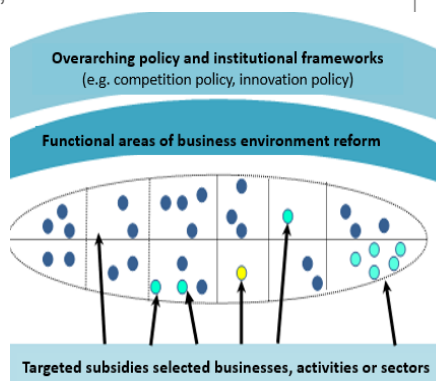 Overarching policy and institutional frameworks
(e.g. competition policy, innovation policy)
Functional areas of business environment reform
Targeted subsidies selected businesses, activities or sectors